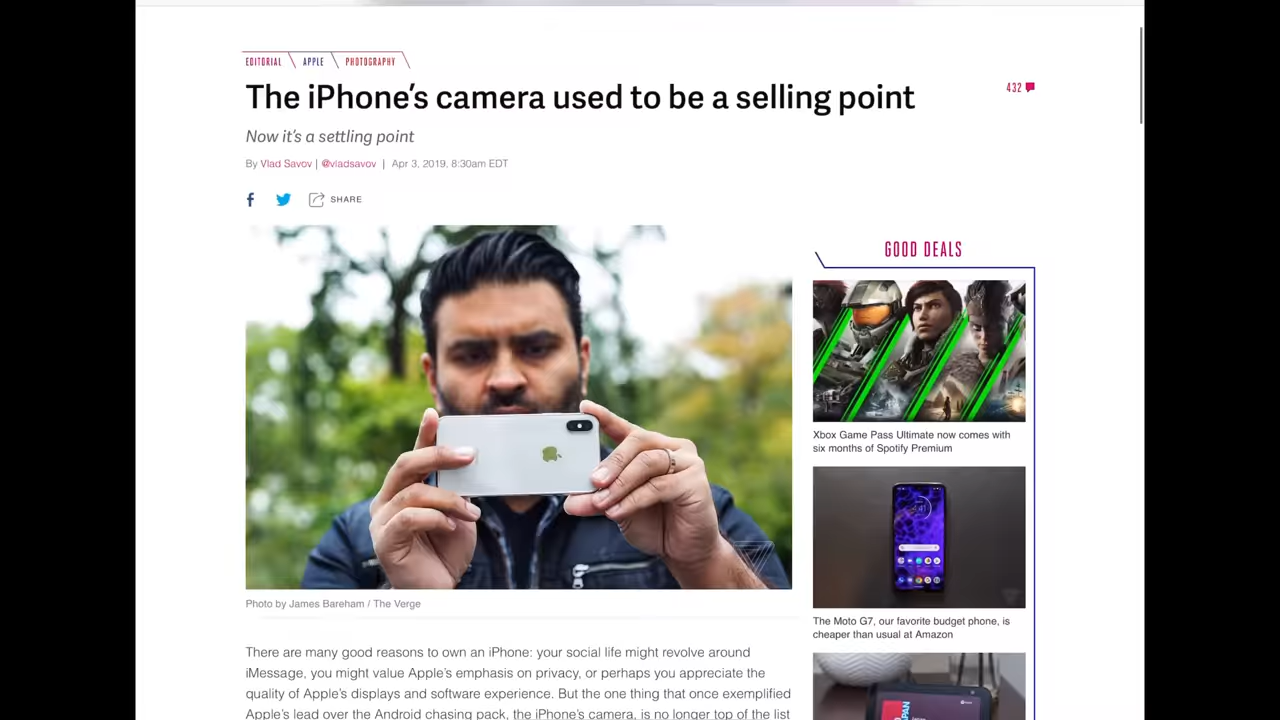 EDITORIAL APPLE PHOTOGRAPHY
The iPhone's camera used to be a selling point
432
Now it's a settling point
By Vlad Savov | @vladsavov | Apr 3, 2019, 8:30am EDT
SHARE
Photo by James Bareham / The Verge
There are many good reasons to own an iPhone: your social life might revolve around
iMessage, you might value Apple's emphasis on privacy, or perhaps you appreciate the
quality of Apple's displays and software experience. But the one thing that once exemplified
Apple's lead over the Android chasing pack, the iPhone's camera, is no longer top of the list
GOOD DEALS
Xbox Game Pass Ultimate now comes with
six months of Spotify Premium
The Moto G7, our favorite budget phone, is
cheaper than usual at Amazon